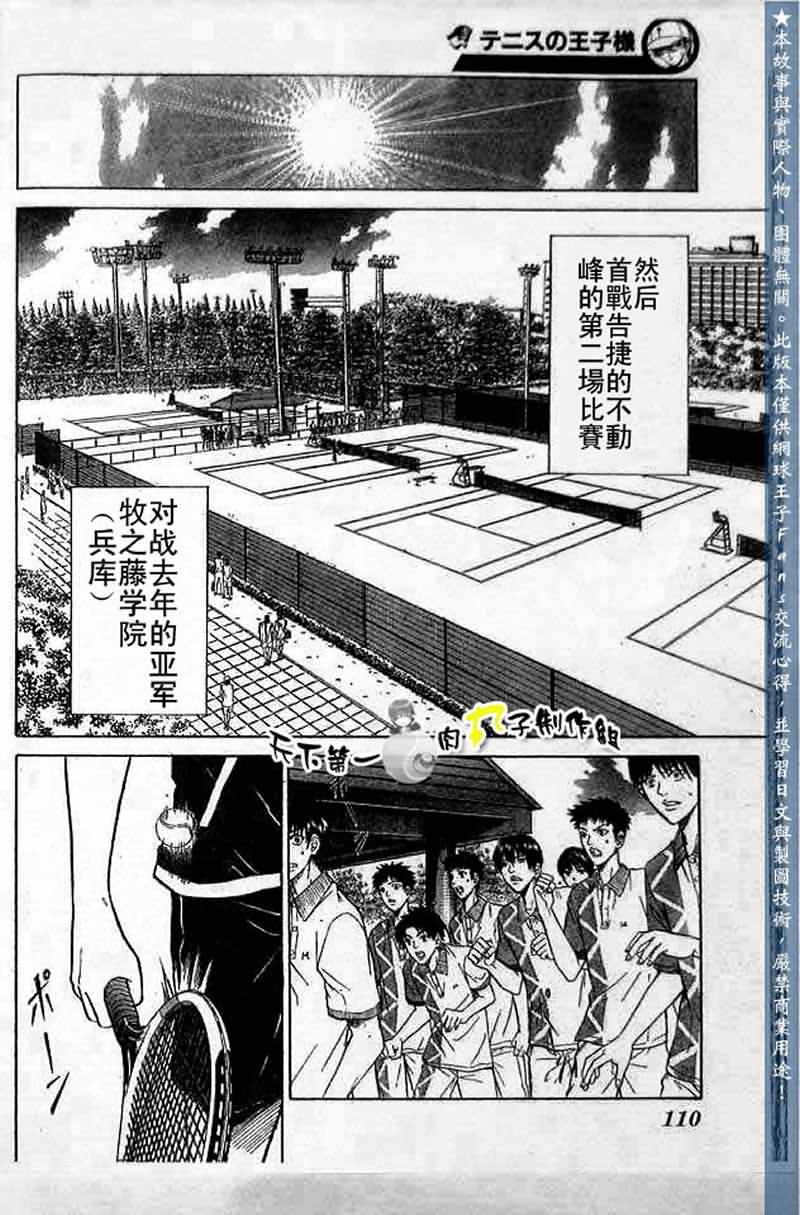 テニスの王子様
然后
首戰告捷的不動
峰的第二場比賽
对战去年的亚军
牧之藤学院
（兵库）
天下第一
肉丸子制作組
ポーン
110
★本故事與實際人物、團體無關。此版本僅供網球王子Fans交流心得，並學習日文與製圖技術，嚴禁商業用途！